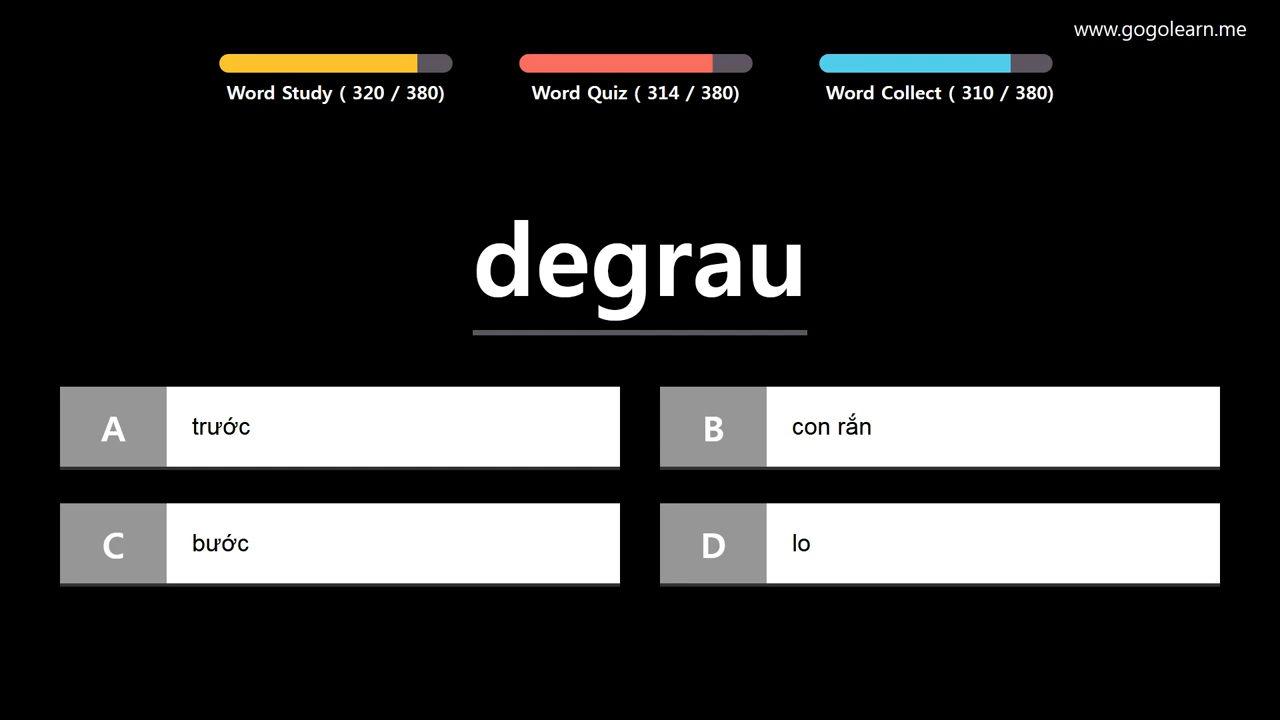 www.gogolearn.me
Word Study ( 320 / 380)
Word Quiz ( 314 / 380)
Word Collect ( 310 / 380)
degrau
A trước
B con rắn
C bước
D lo